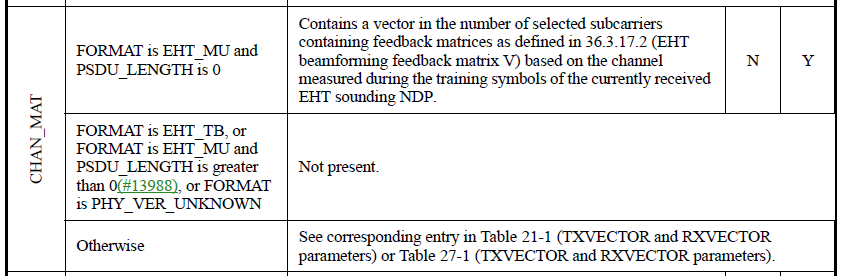 CHAN_MAT
FORMAT is EHT_MU and
PSDU_LENGTH is 0
Contains a vector in the number of selected subcarriers
containing feedback matrices as defined in 36.3.17.2 (EHT
beamforming feedback matrix V) based on the channel
measured during the training symbols of the currently received
EHT sounding NDP.
N
Y
FORMAT is EHT_TB, or
FORMAT is EHT_MU and
PSDU_LENGTH is greater
than 0(#13988), or FORMAT
is PHY_VER_UNKNOWN
Not present.
Otherwise
See corresponding entry in Table 21-1 (TXVECTOR and RXVECTOR
parameters) or Table 27-1 (TXVECTOR and RXVECTOR parameters).